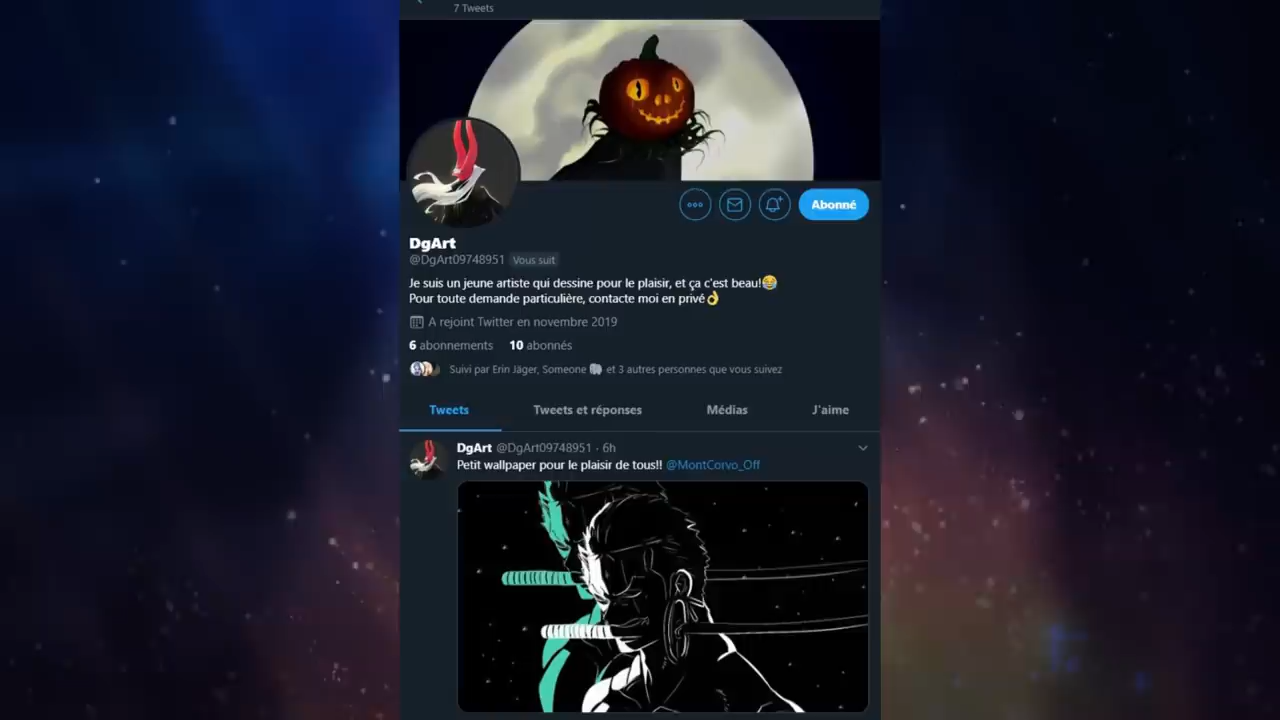 7 Tweets
Abonné
DgArt
@DgArt09748951 Vous suit
Je suis un jeune artiste qui dessine pour le plaisir, et ça c'est beau!😂
Pour toute demande particulière, contacte moi en privé👌
A rejoint Twitter en novembre 2019
6 abonnements 10 abonnés
Suivi par Erin Jäger, Someone 🐘 et 3 autres personnes que vous suivez
Tweets Tweets et réponses Médias J'aime
DgArt @DgArt09748951 · 6h
Petit wallpaper pour le plaisir de tous!! @MontCorvo_Off